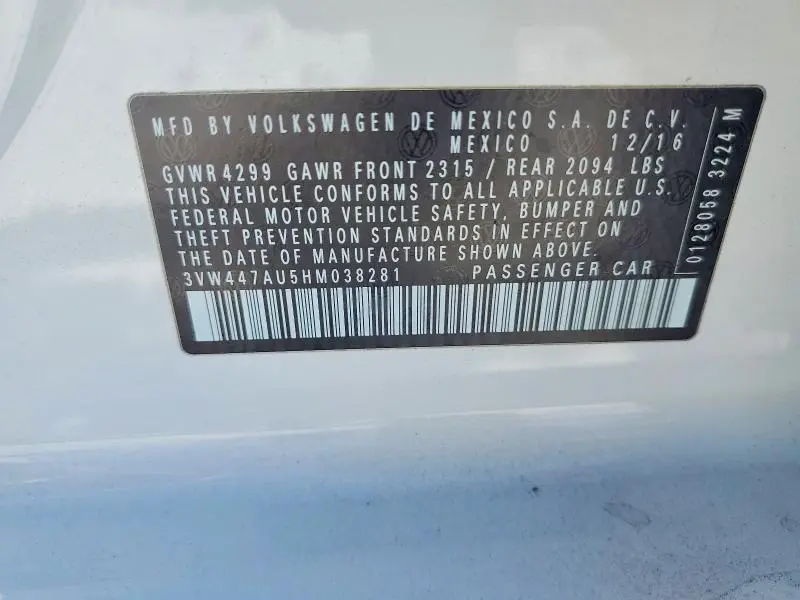 MFD BY VOLKSWAGEN DE MEXICO S.A. DE C.V.
MEXICO 12/16
GVWR 4299 GAWR FRONT 2315 / REAR 2094 LBS
THIS VEHICLE CONFORMS TO ALL APPLICABLE U.S.
FEDERAL MOTOR VEHICLE SAFETY, BUMPER AND
THEFT PREVENTION STANDARDS IN EFFECT ON
THE DATE OF MANUFACTURE SHOWN ABOVE.
3VW447AU5HM038281 PASSENGER CAR
0128058 3224 M